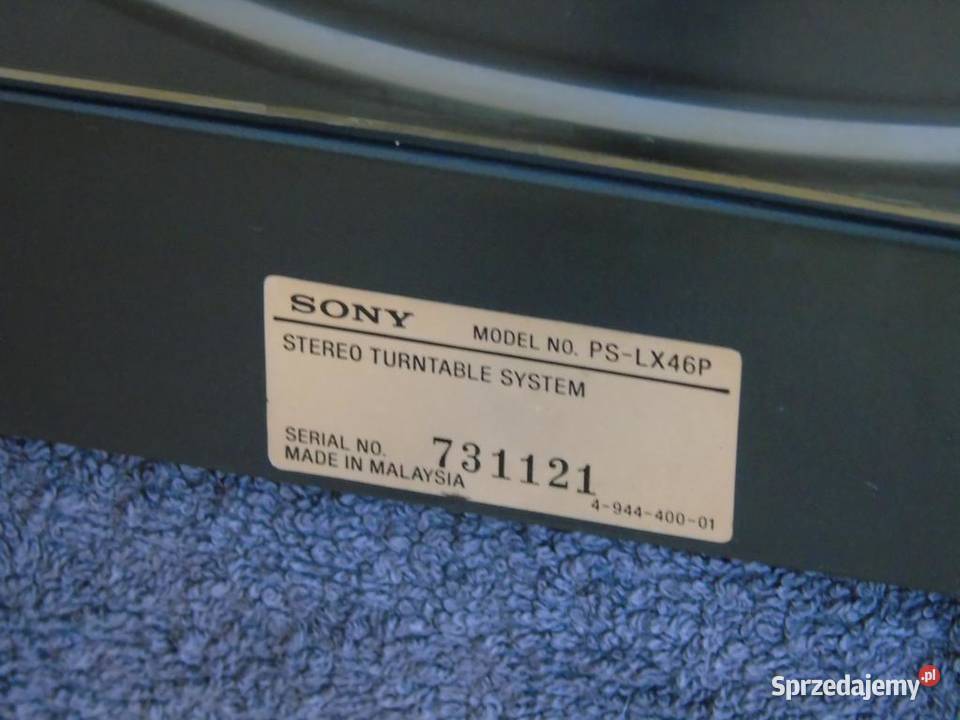 SONY MODEL NO. PS-LX46P
STEREO TURNTABLE SYSTEM
SERIAL NO. 731121
MADE IN MALAYSIA
4-944-400-01
Sprzedajemy.pl